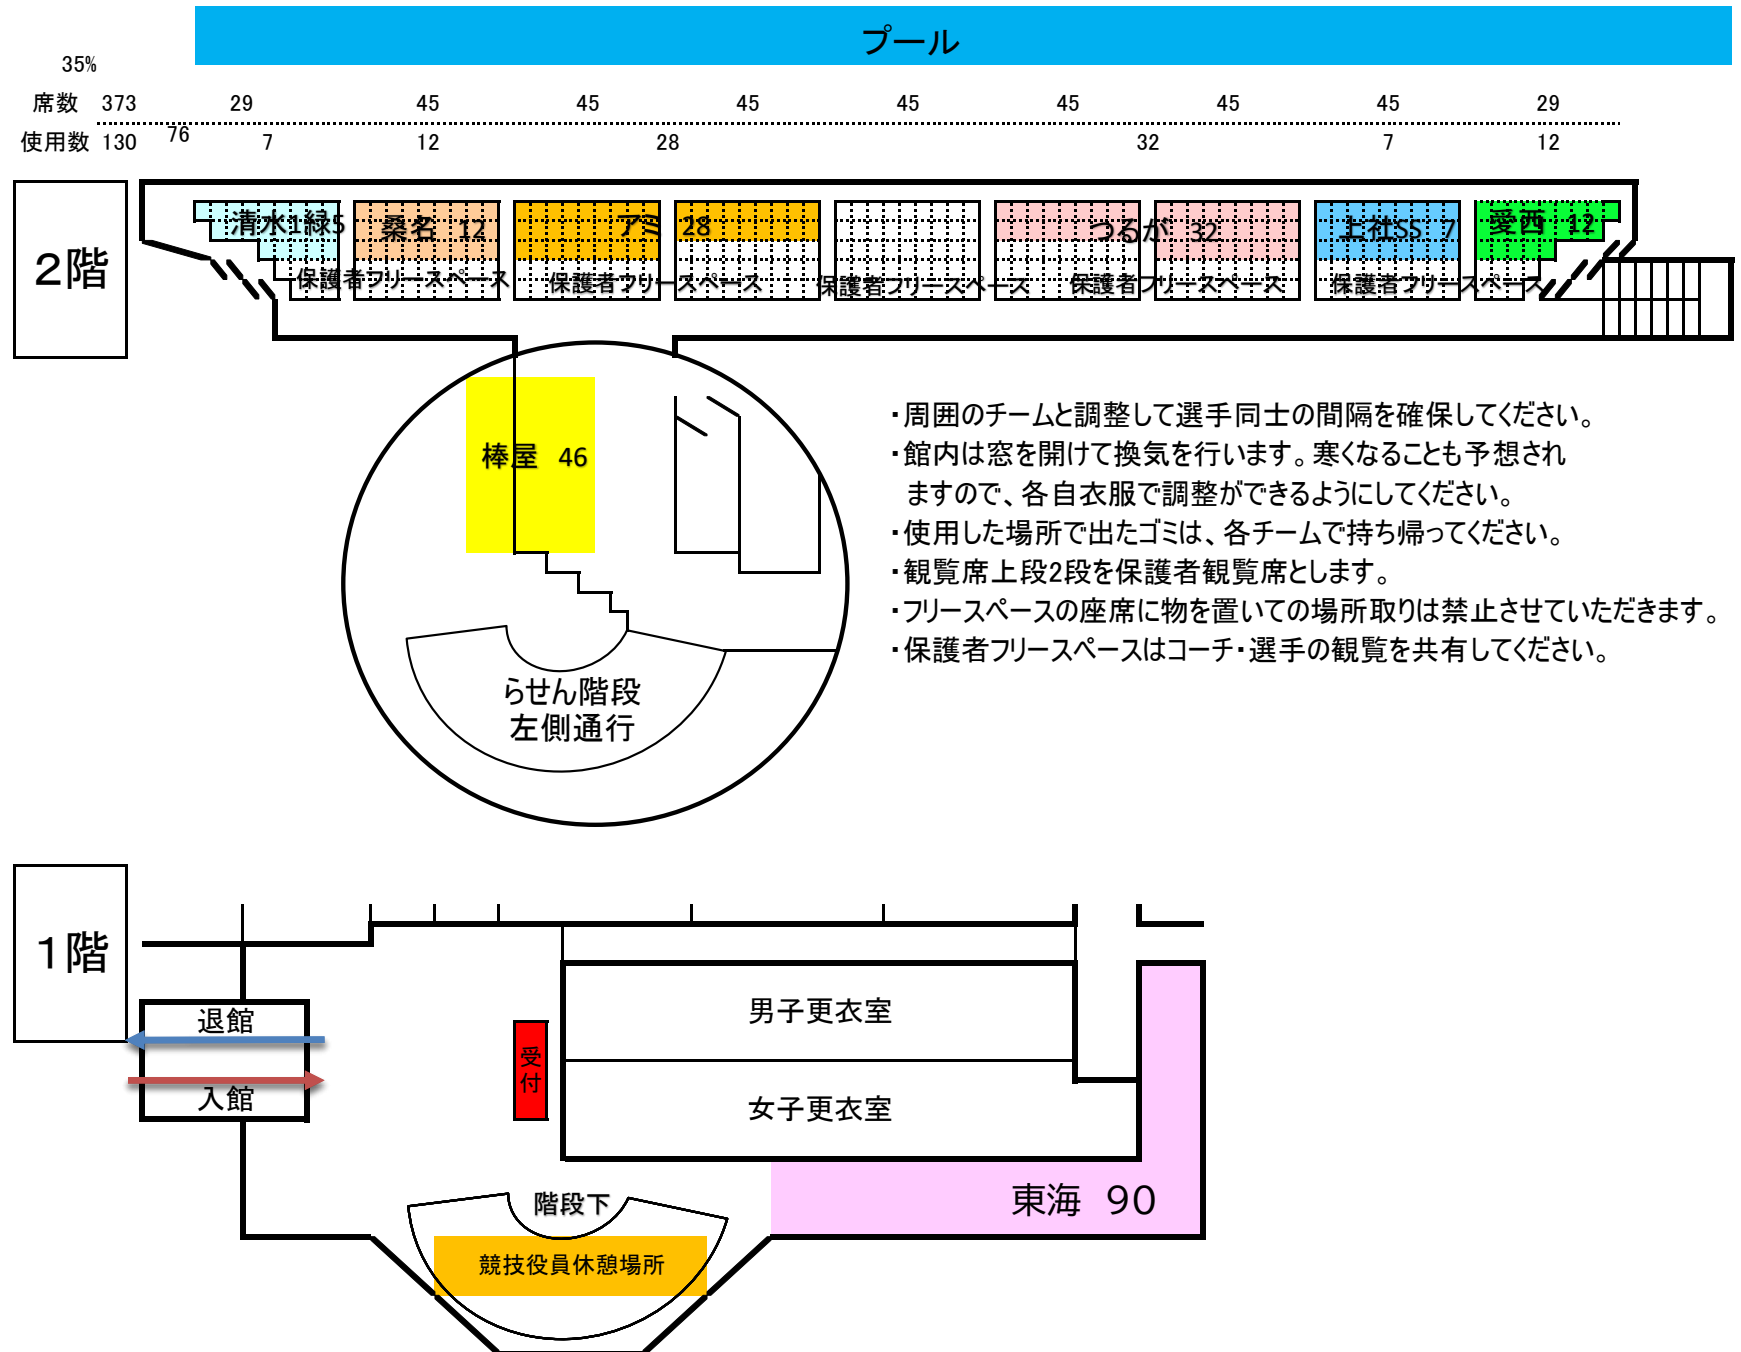 プール
35%
席数 373 29 45 45 45 45 45 45 45 29
使用数 130 76 7 12 28 32 7 12
2階
清水1緑5 桑名 12 アミ 28 つるが 32 上社SS 7 愛西 12
保護者フリースペース 保護者フリースペース 保護者フリースペース 保護者フリースペース 保護者フリースペース
棒屋 46
・周囲のチームと調整して選手同士の間隔を確保してください。
・館内は窓を開けて換気を行います。寒くなることも予想され
ますので、各自衣服で調整ができるようにしてください。
・使用した場所で出たゴミは、各チームで持ち帰ってください。
・観覧席上段2段を保護者観覧席とします。
・フリースペースの座席に物を置いての場所取りは禁止させていただきます。
・保護者フリースペースはコーチ・選手の観覧を共有してください。
らせん階段
左側通行
1階
退館
入館
受付
男子更衣室
女子更衣室
東海 90
階段下
競技役員休憩場所